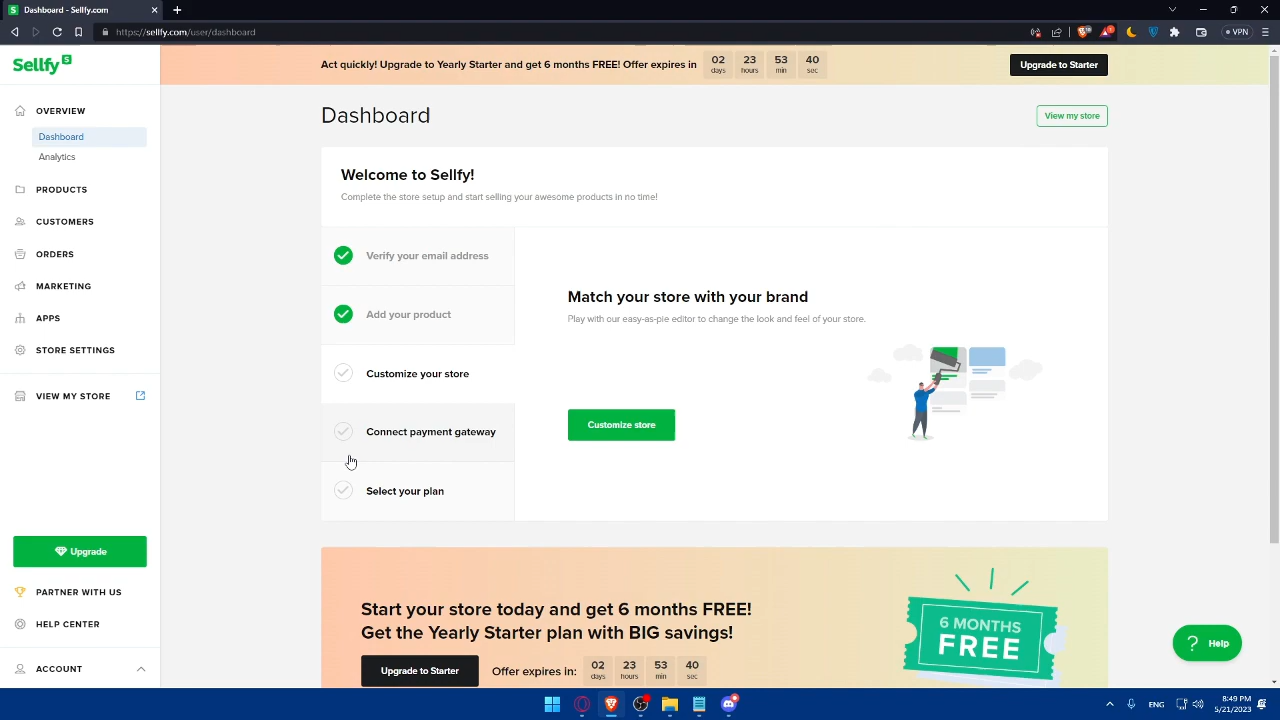 Dashboard - Sellfy.com
https://sellfy.com/user/dashboard
VPN
Sellfy
Act quickly! Upgrade to Yearly Starter and get 6 months FREE! Offer expires in
02 days
23 hours
53 min
40 sec
Upgrade to Starter
OVERVIEW
Dashboard
Analytics
PRODUCTS
CUSTOMERS
ORDERS
MARKETING
APPS
STORE SETTINGS
VIEW MY STORE
Upgrade
PARTNER WITH US
HELP CENTER
ACCOUNT
Dashboard
View my store
Welcome to Sellfy!
Complete the store setup and start selling your awesome products in no time!
Verify your email address
Add your product
Customize your store
Connect payment gateway
Select your plan
Match your store with your brand
Play with our easy-as-pie editor to change the look and feel of your store.
Customize store
Start your store today and get 6 months FREE!
Get the Yearly Starter plan with BIG savings!
Upgrade to Starter
Offer expires in:
02 days
23 hours
53 min
40 sec
6 MONTHS
FREE
Help
ENG
8:49 PM
5/21/2023